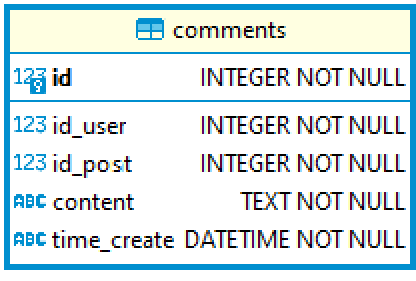 comments
123 id INTEGER NOT NULL
123 id_user INTEGER NOT NULL
123 id_post INTEGER NOT NULL
ABC content TEXT NOT NULL
ABC time_create DATETIME NOT NULL